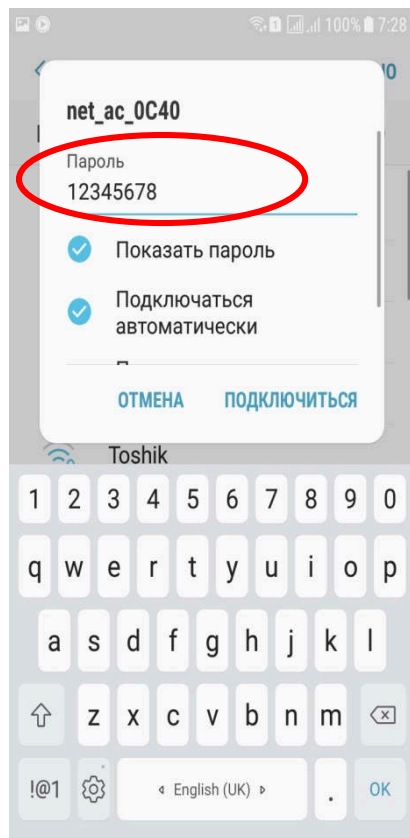 100% 7:28
net_ac_0C40
Пароль
12345678
Показать пароль
Подключаться
автоматически
ОТМЕНА ПОДКЛЮЧИТЬСЯ
Toshik
1 2 3 4 5 6 7 8 9 0
q w e r t y u i o p
a s d f g h j k l
z x c v b n m
!@1 English (UK) . OK